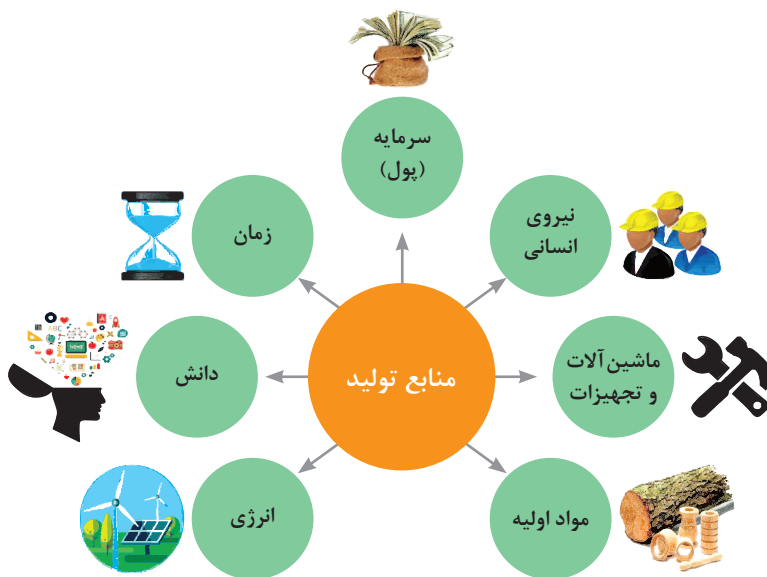 سرمایه
(پول)
نیروی
انسانی
زمان
ماشین‌آلات
و تجهیزات
منابع تولید
دانش
مواد اولیه
انرژی